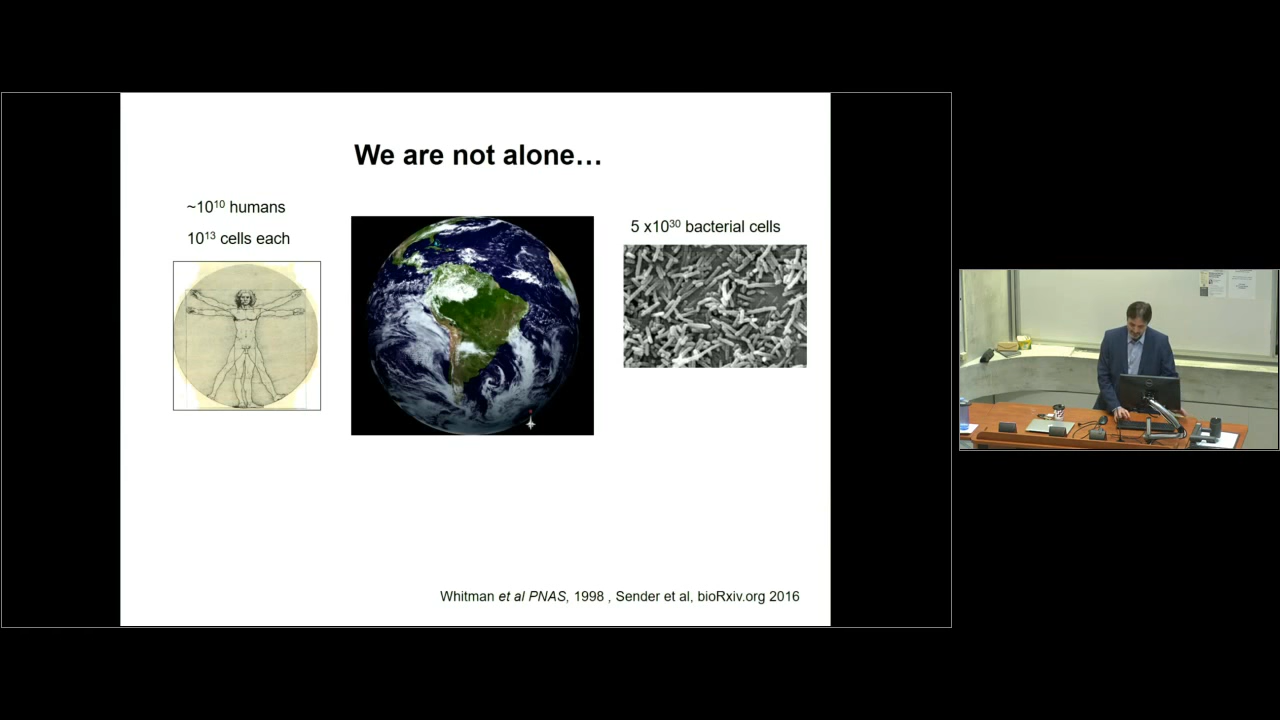 We are not alone…
~10¹⁰ humans
10¹³ cells each
5 x10³⁰ bacterial cells
Whitman et al PNAS, 1998 , Sender et al, bioRxiv.org 2016